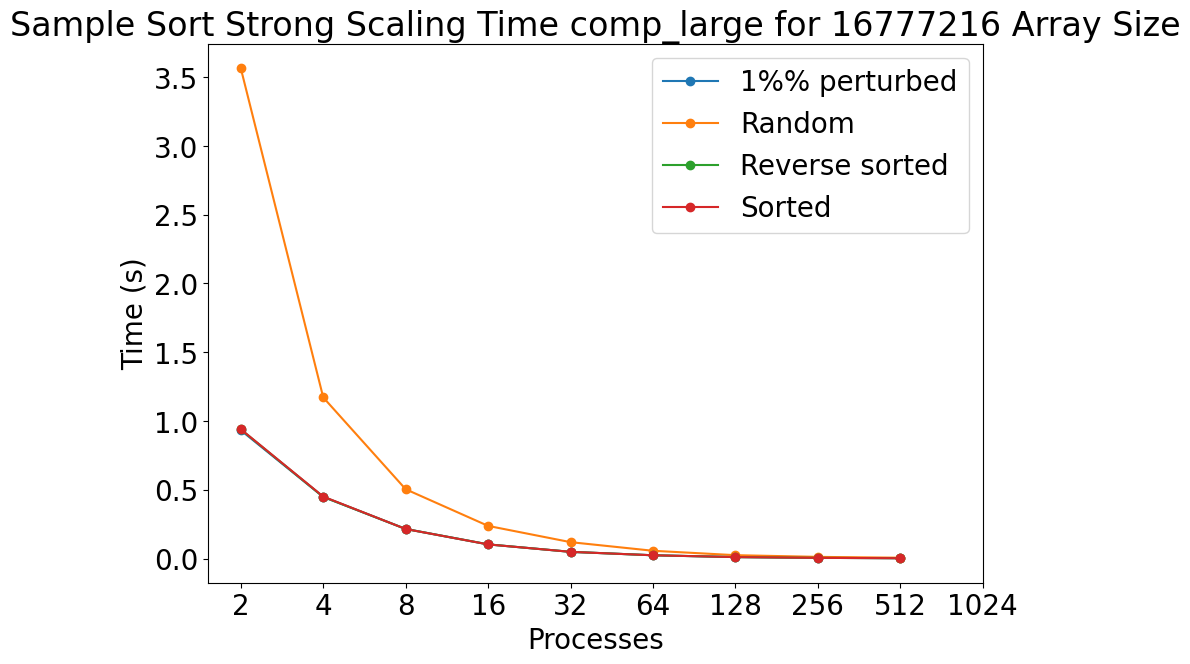 Sample Sort Strong Scaling Time comp_large for 16777216 Array Size
3.5
3.0
2.5
2.0
1.5
1.0
0.5
0.0
Time (s)
1%% perturbed
Random
Reverse sorted
Sorted
2 4 8 16 32 64 128 256 512 1024
Processes